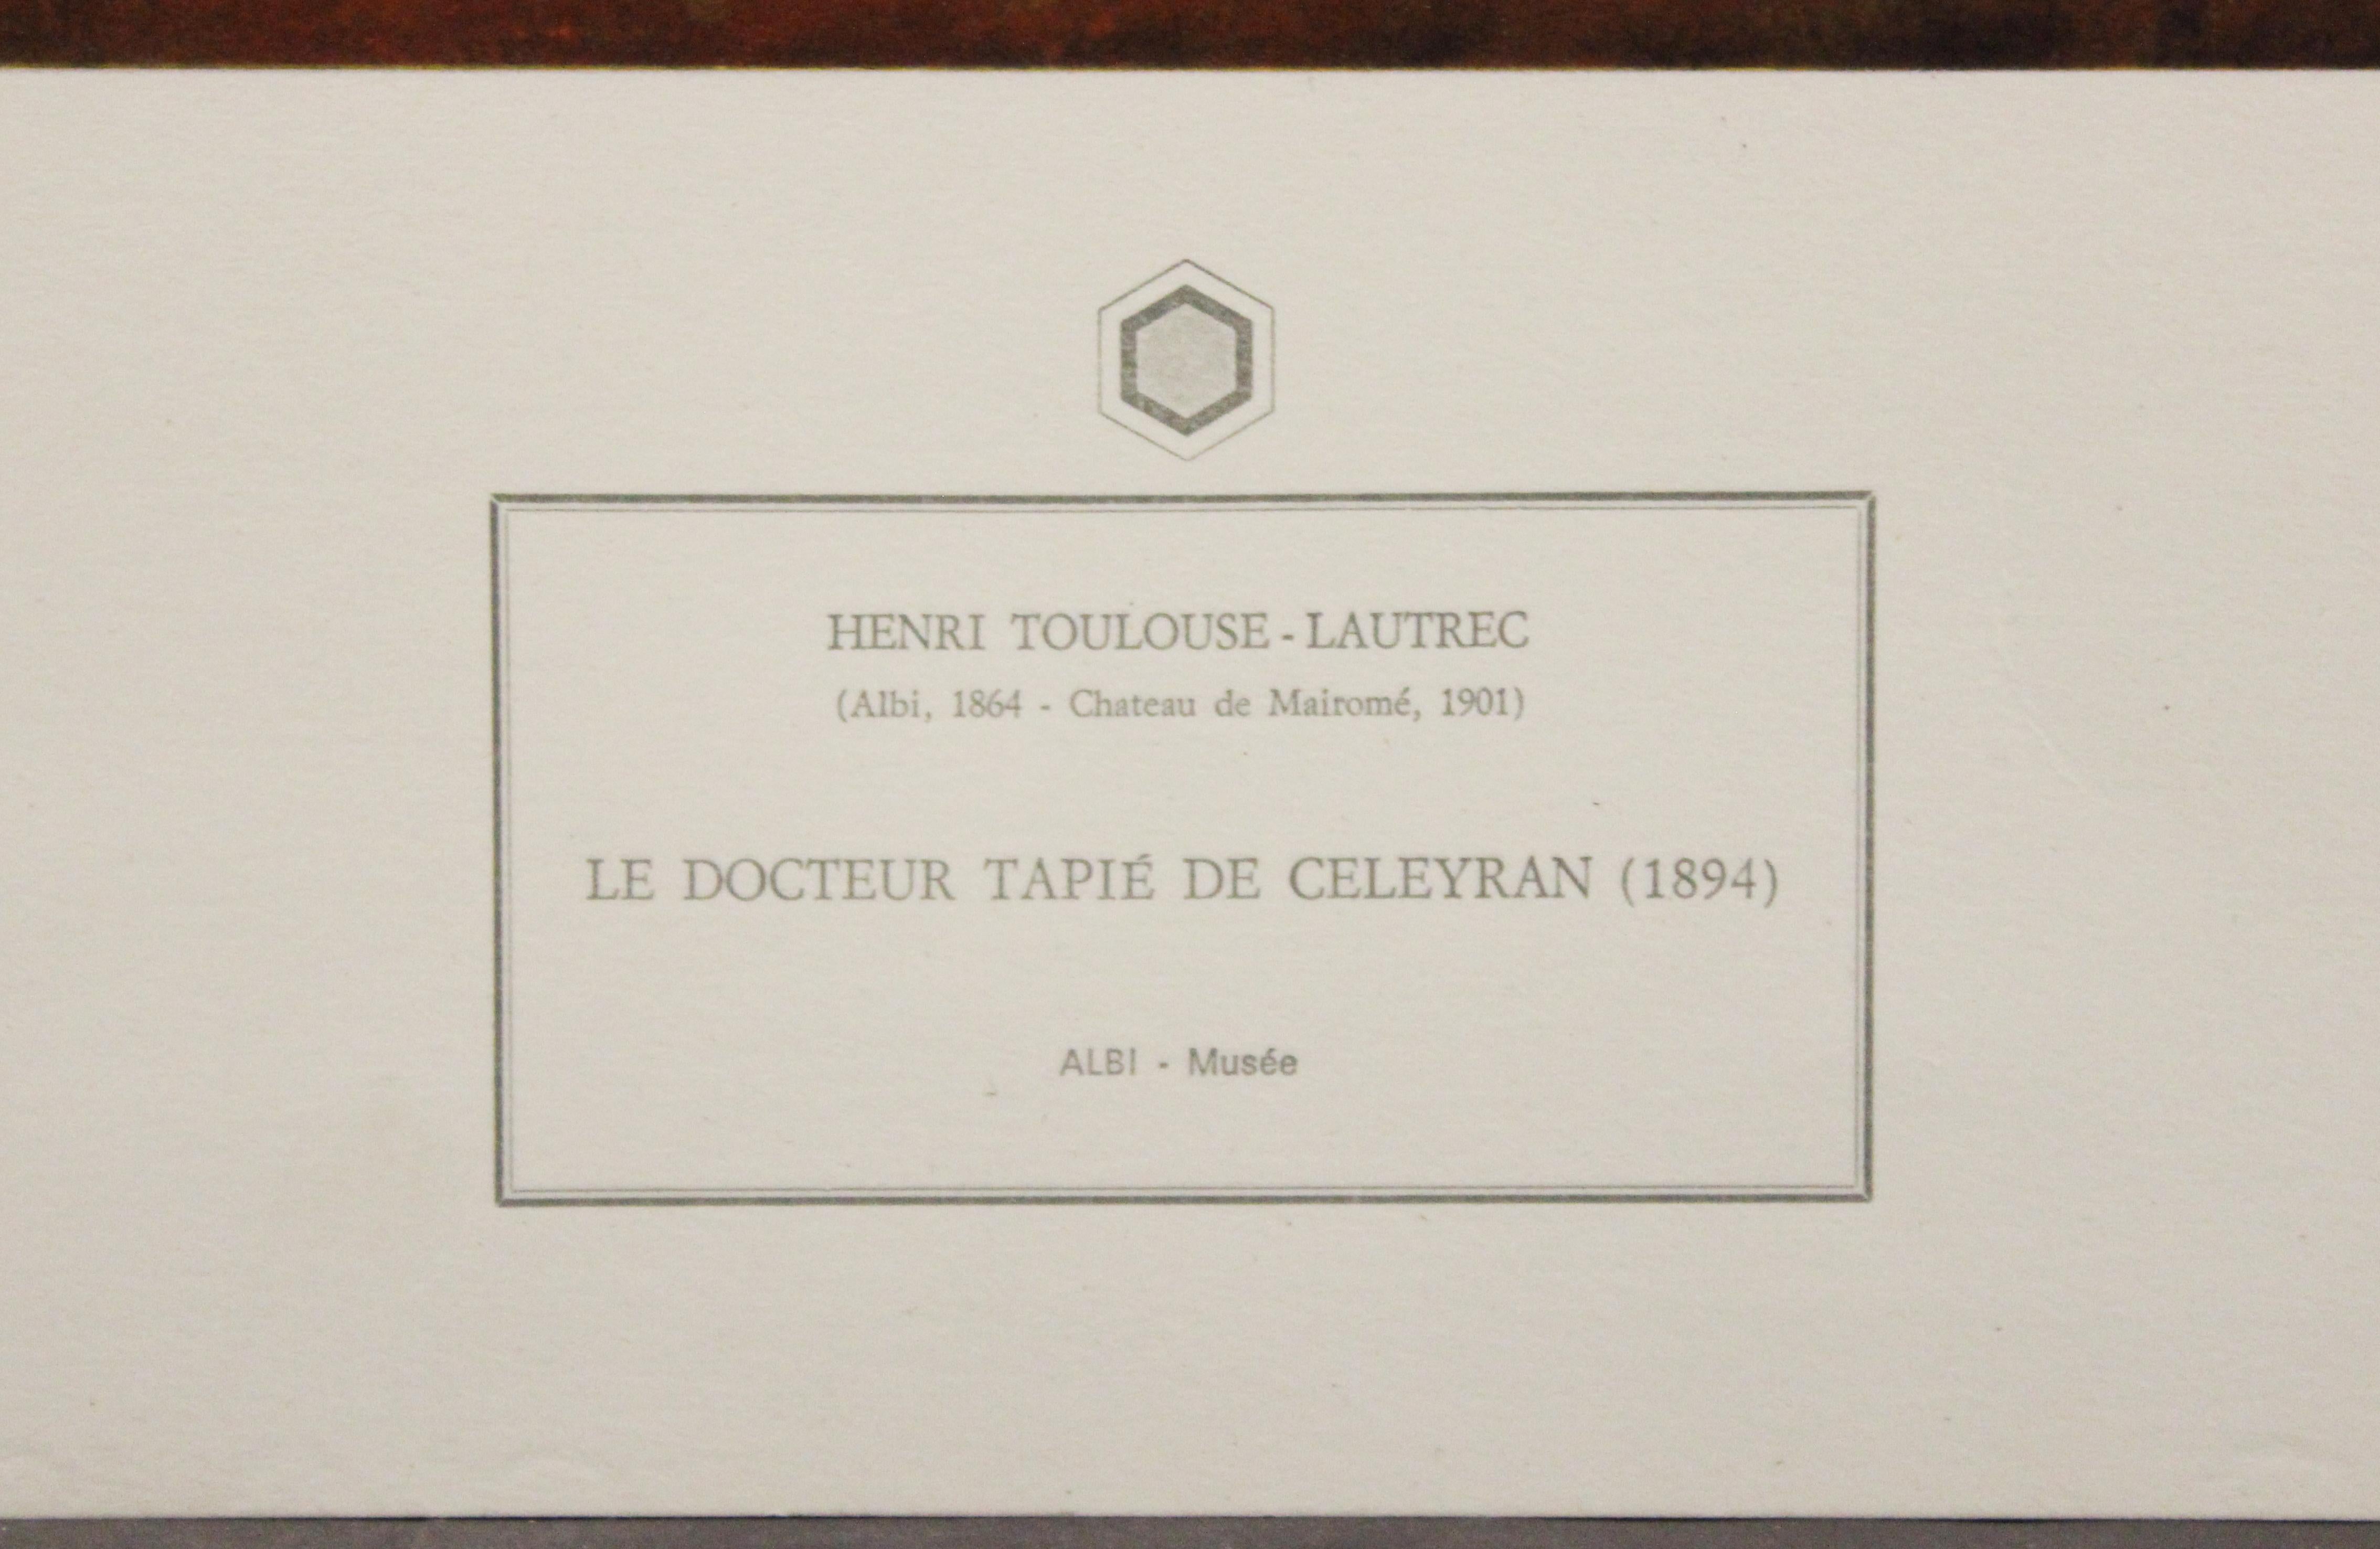 HENRI TOULOUSE-LAUTREC
(Albi, 1864 - Chateau de Mairomé, 1901)
LE DOCTEUR TAPIÉ DE CELEYRAN (1894)
ALBI - Musée